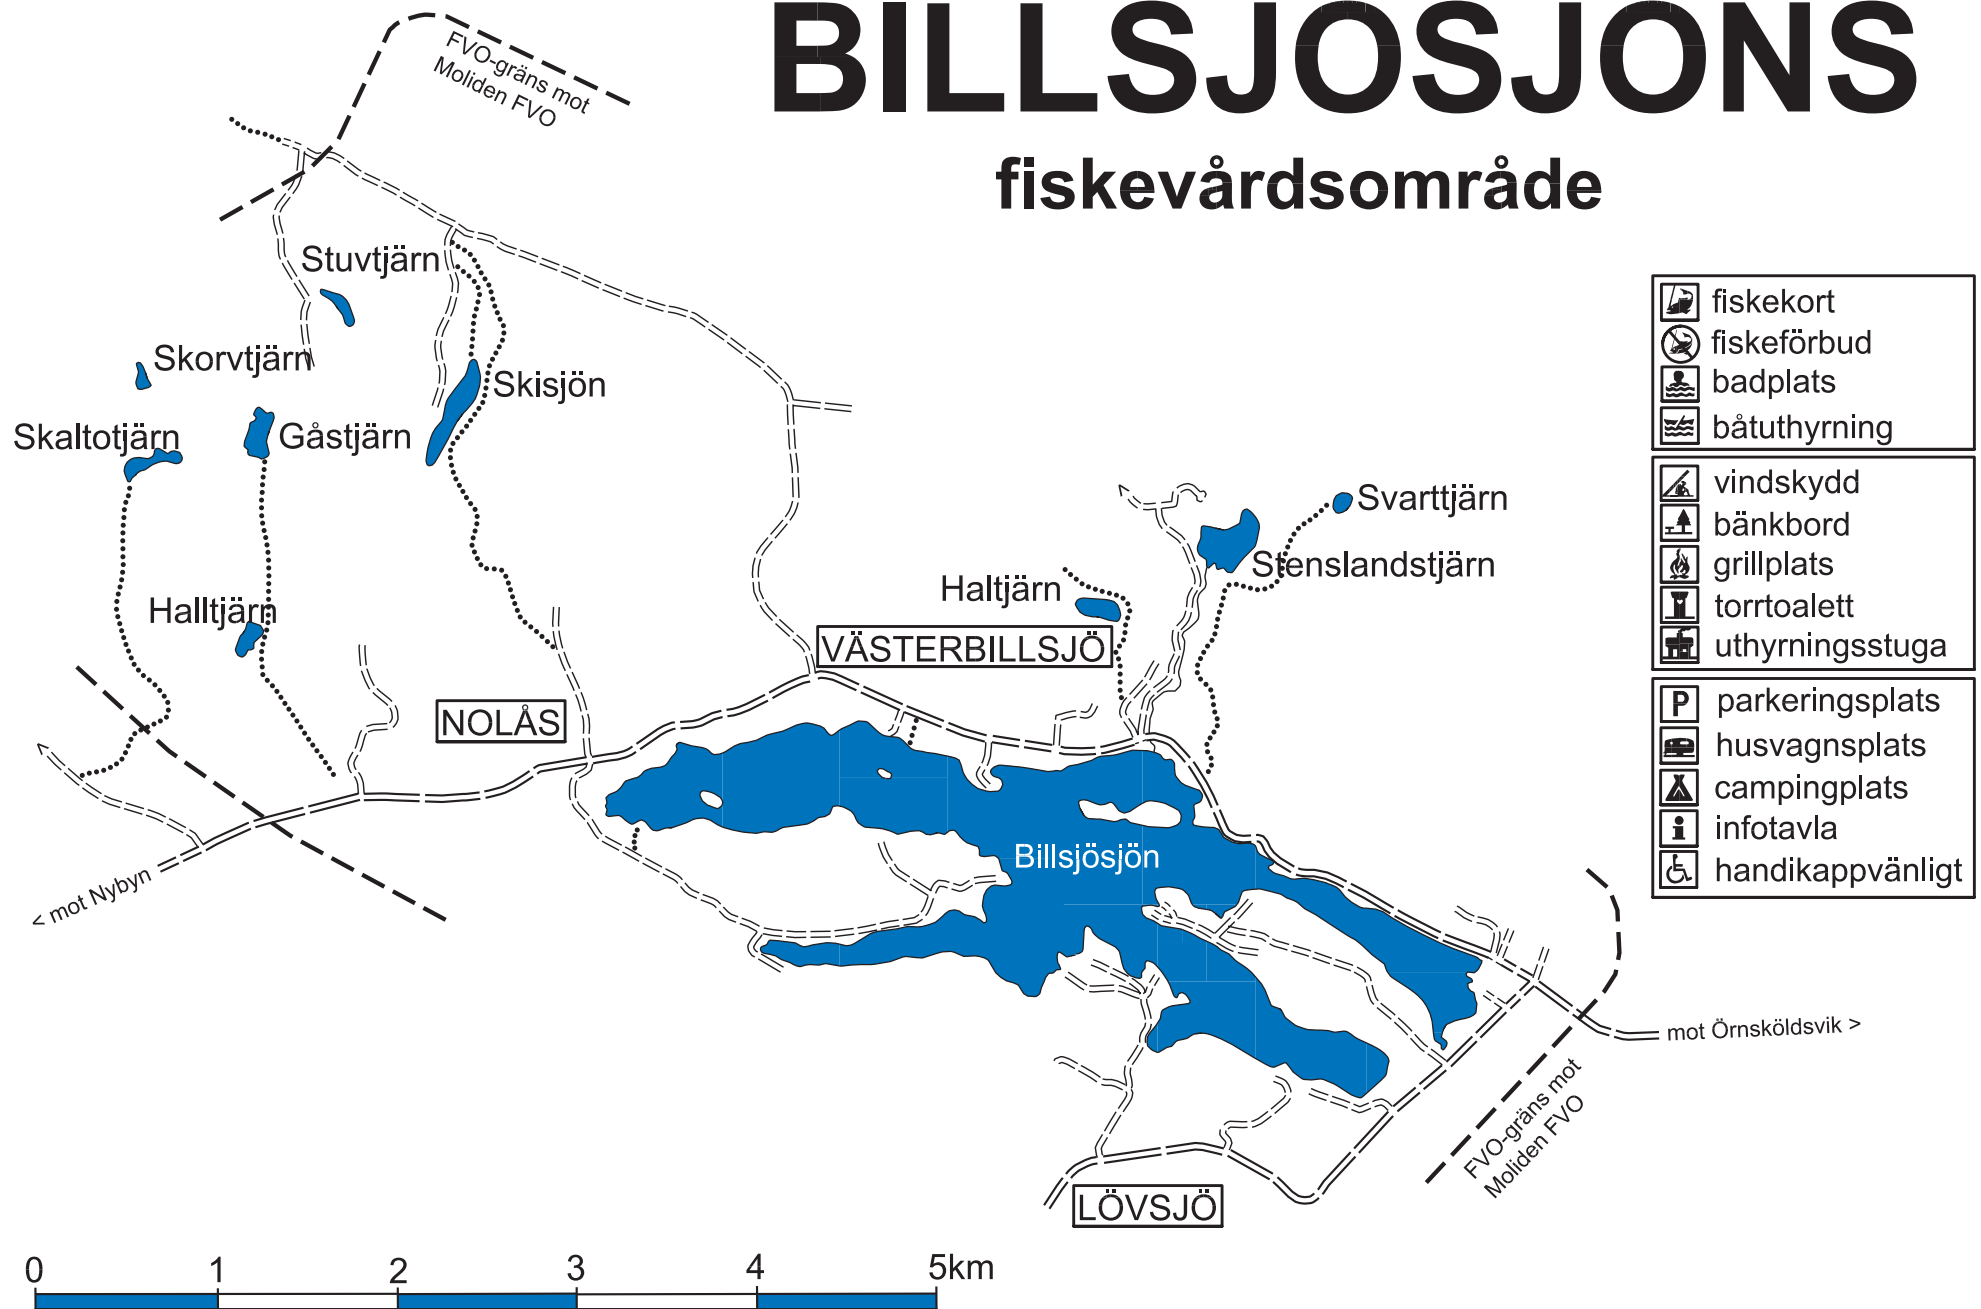 BILLSJOSJONS
fiskevårdsområde
FVO-gräns mot
Moliden FVO
Stuvtjärn
Skorvtjärn
Skisjön
Skaltotjärn
Gåstjärn
Svarttjärn
Stenslandstjärn
Haltjärn
Halltjärn
VÄSTERBILLSJÖ
NOLÅS
Billsjösjön
< mot Nybyn
mot Örnsköldsvik >
FVO-gräns mot
Moliden FVO
LÖVSJÖ
fiskekort
fiskeförbud
badplats
båtuthyrning
vindskydd
bänkbord
grillplats
torrtoalett
uthyrningsstuga
P parkeringsplats
husvagnsplats
campingplats
i infotavla
handikappvänligt
0 1 2 3 4 5km